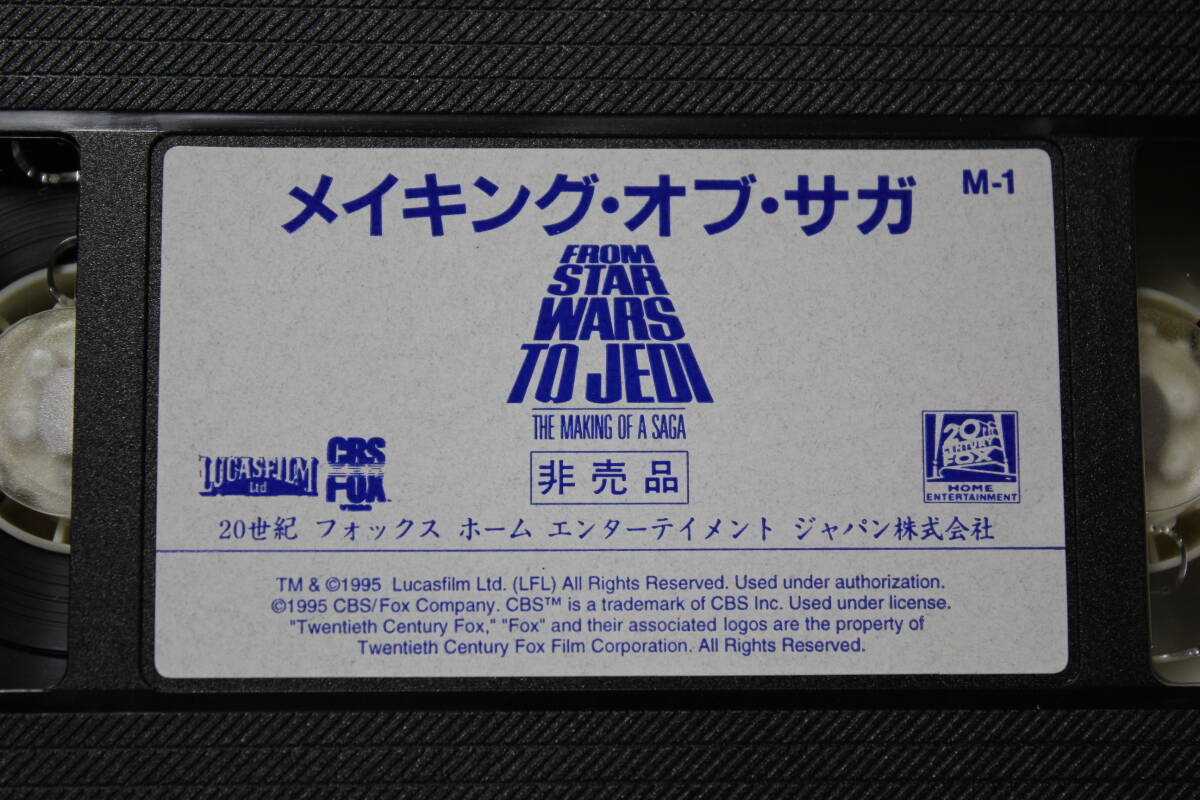 メイキング・オブ・サガ M-1
FROM
STAR
WARS
TO JEDI
THE MAKING OF A SAGA
LUCASFILM
Ltd
CBS
FOX
非売品
20th
CENTURY
FOX
HOME
ENTERTAINMENT
20世紀 フォックス ホーム エンターテイメント ジャパン株式会社
TM & ©1995 Lucasfilm Ltd. (LFL) All Rights Reserved. Used under authorization.
©1995 CBS/Fox Company. CBS™ is a trademark of CBS Inc. Used under license.
"Twentieth Century Fox," "Fox" and their associated logos are the property of
Twentieth Century Fox Film Corporation. All Rights Reserved.